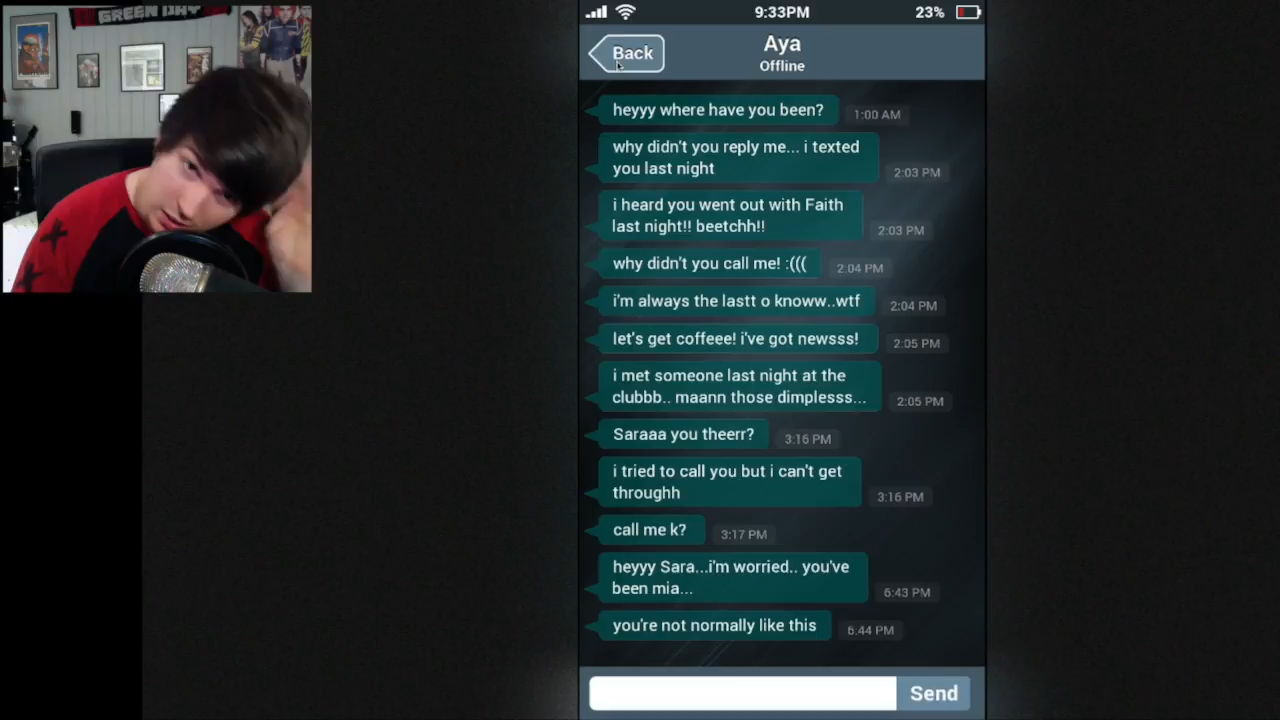 GREEN DAY
9:33PM
23%
Back
Aya
Offline
heyyy where have you been?
1:00 AM
why didn't you reply me... i texted
you last night
2:03 PM
i heard you went out with Faith
last night!! beetchh!!
2:03 PM
why didn't you call me! :(((
2:04 PM
i'm always the lastt o knoww..wtf
2:04 PM
let's get coffeee! i've got newsss!
2:05 PM
i met someone last night at the
clubbb.. maann those dimplesss...
2:05 PM
Saraaa you theerr?
3:16 PM
i tried to call you but i can't get
throughh
3:16 PM
call me k?
3:17 PM
heyyy Sara...i'm worried.. you've
been mia...
6:43 PM
you're not normally like this
6:44 PM
Send